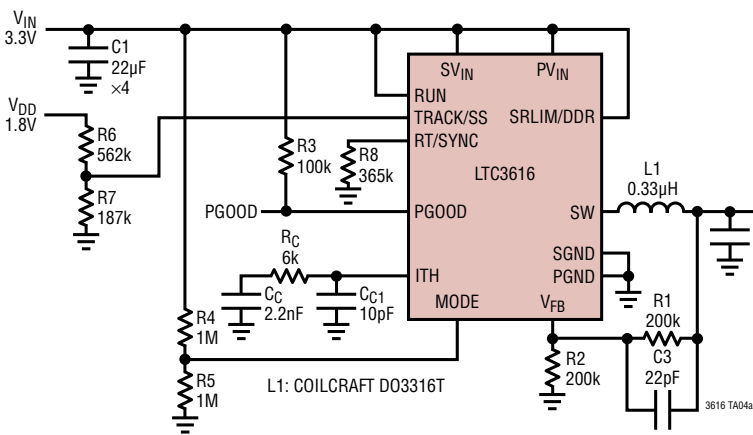 VIN
3.3V
C1
22µF
×4
VDD
1.8V
R6
562k
R7
187k
R3
100k
R8
365k
PGOOD
RC
6k
CC
2.2nF
CC1
10pF
R4
1M
R5
1M
SVIN
PVIN
RUN
TRACK/SS
SRLIM/DDR
RT/SYNC
LTC3616
PGOOD
SW
SGND
ITH
PGND
MODE
VFB
L1
0.33µH
R1
200k
C3
22pF
R2
200k
L1: COILCRAFT DO3316T
3616 TA04a